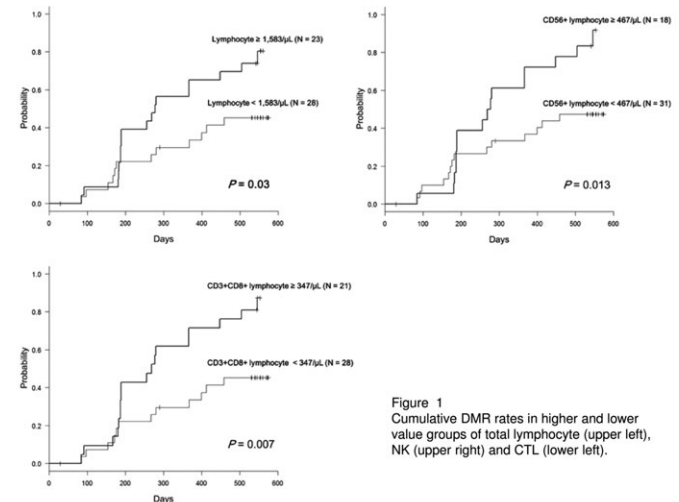 Lymphocyte ≥ 1,583/μL (N = 23)
Lymphocyte < 1,583/μL (N = 28)
P = 0.03
Probability
1.0
0.8
0.6
0.4
0.2
0.0
0 100 200 300 400 500 600
Days
CD56+ lymphocyte ≥ 467/μL (N = 18)
CD56+ lymphocyte < 467/μL (N = 31)
P = 0.013
Probability
1.0
0.8
0.6
0.4
0.2
0.0
0 100 200 300 400 500 600
Days
CD3+CD8+ lymphocyte ≥ 347/μL (N = 21)
CD3+CD8+ lymphocyte < 347/μL (N = 28)
P = 0.007
Probability
1.0
0.8
0.6
0.4
0.2
0.0
0 100 200 300 400 500 600
Days
Figure 1
Cumulative DMR rates in higher and lower
value groups of total lymphocyte (upper left),
NK (upper right) and CTL (lower left).